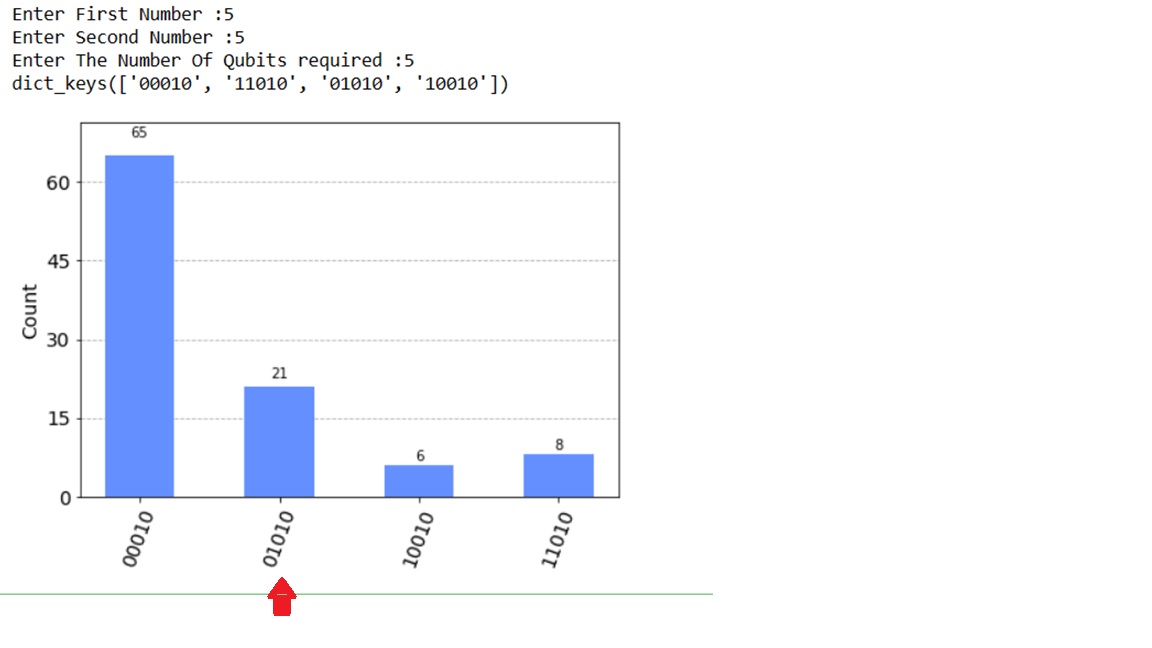 Enter First Number :5
Enter Second Number :5
Enter The Number Of Qubits required :5
dict_keys(['00010', '11010', '01010', '10010'])
65
60
45
Count
30
21
15
6
8
0
00010
01010
10010
11010